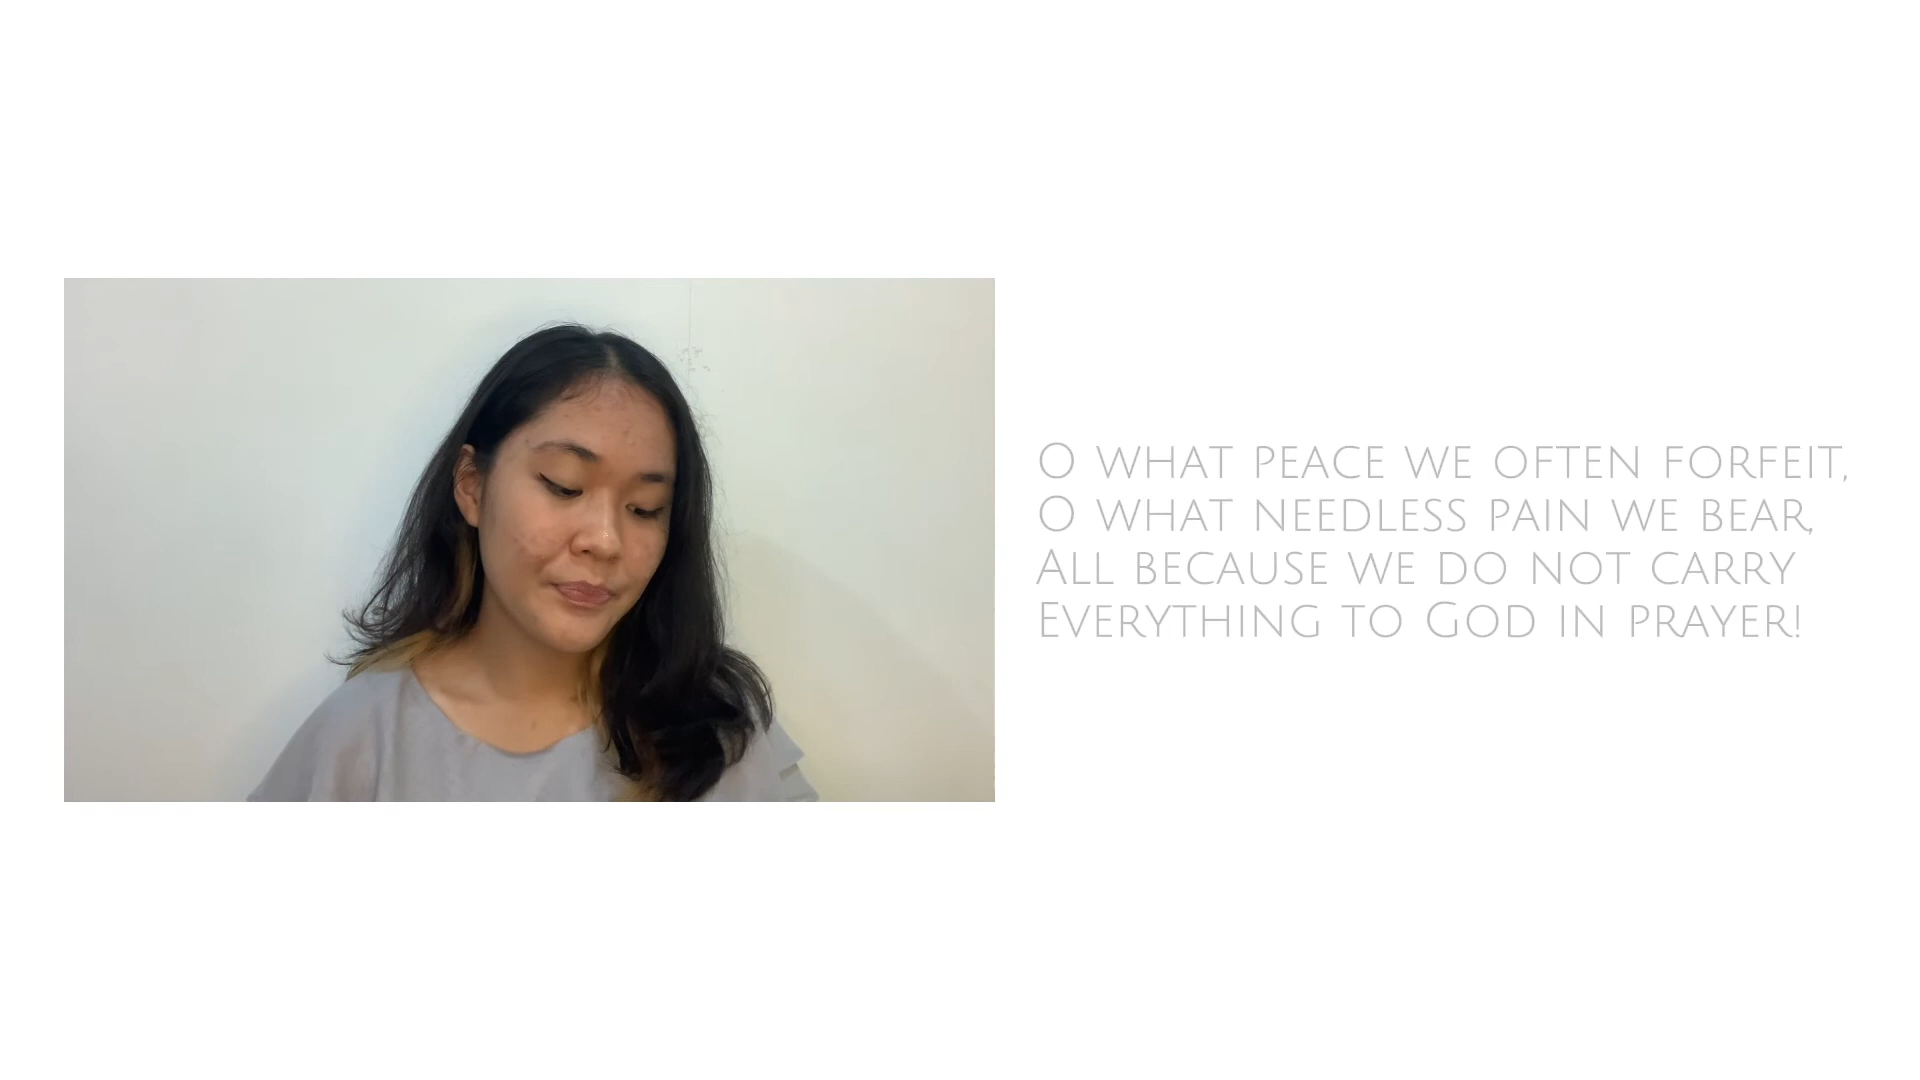 O what peace we often forfeit,
O what needless pain we bear,
All because we do not carry
Everything to God in prayer!